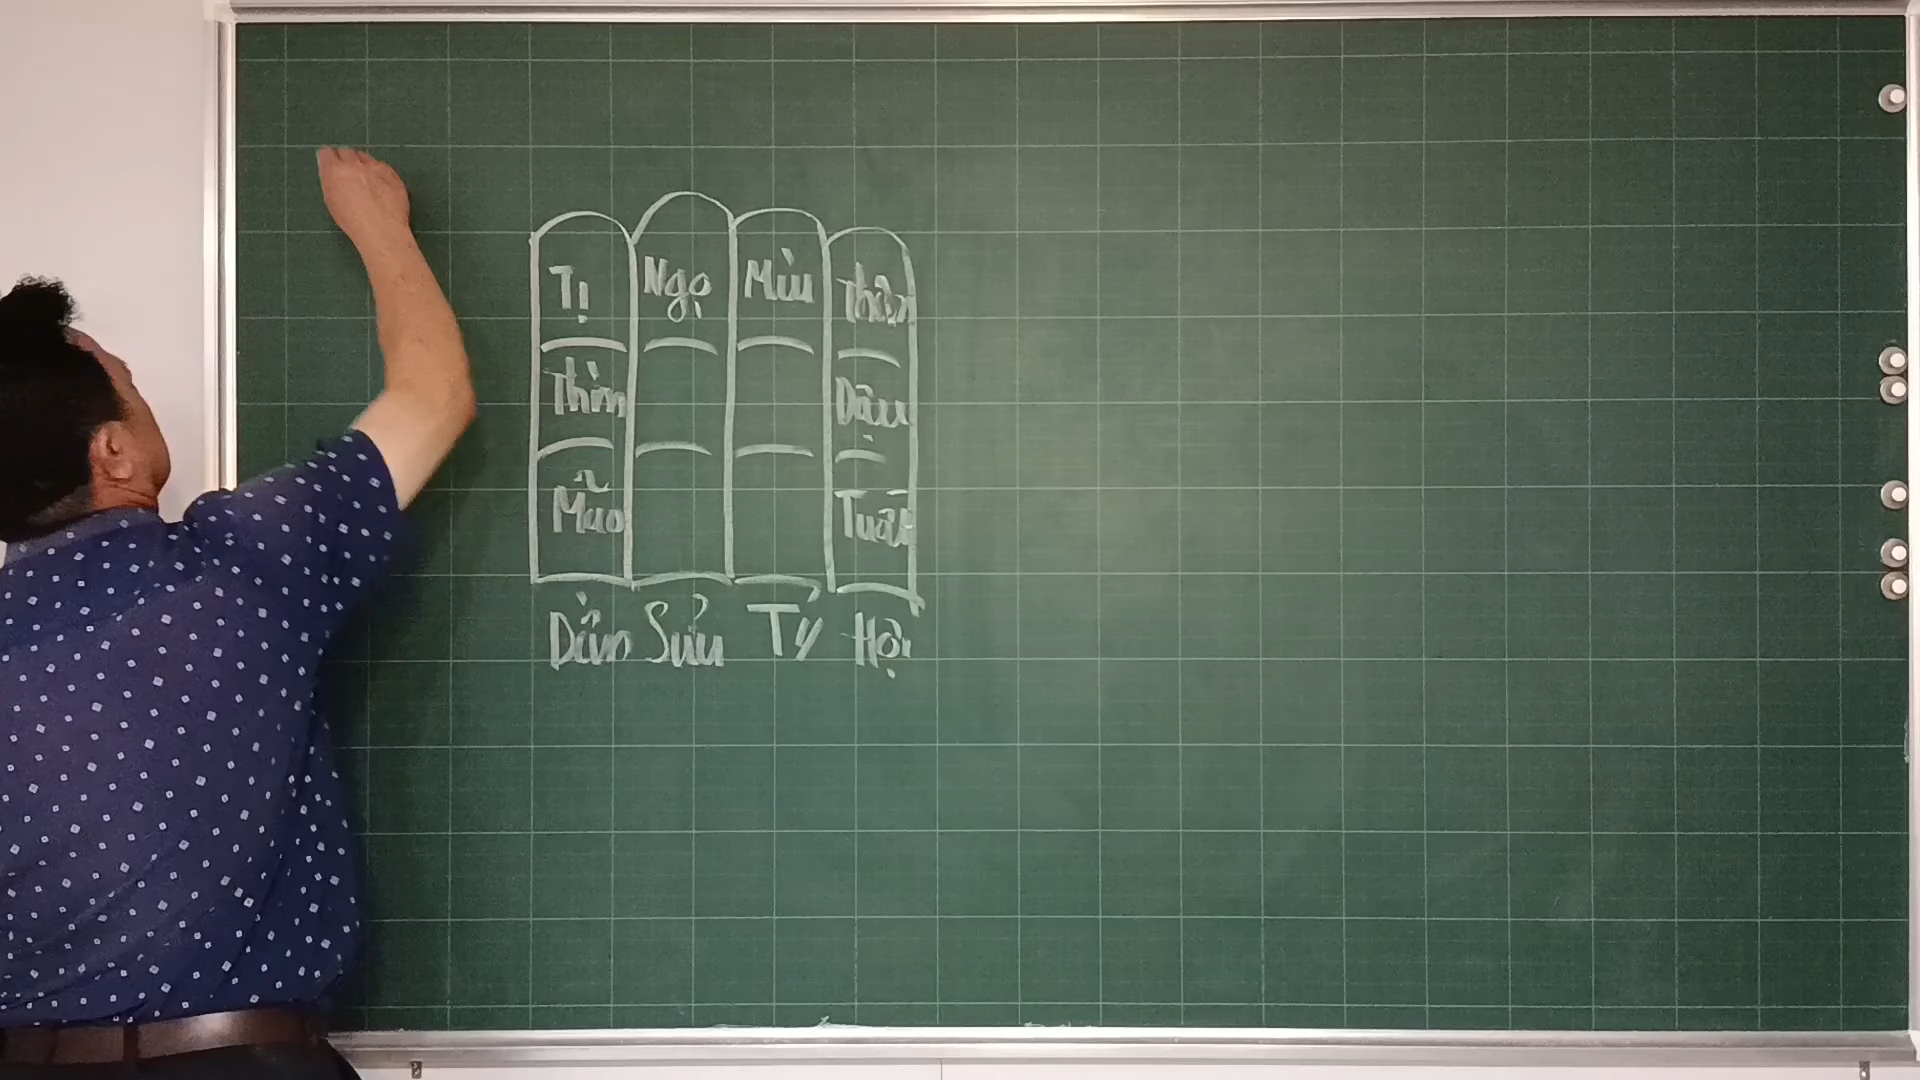 Tị Ngọ Mùi Thân
Thìn Dậu
Mão Tuất
Dần Sửu Tý Hợi